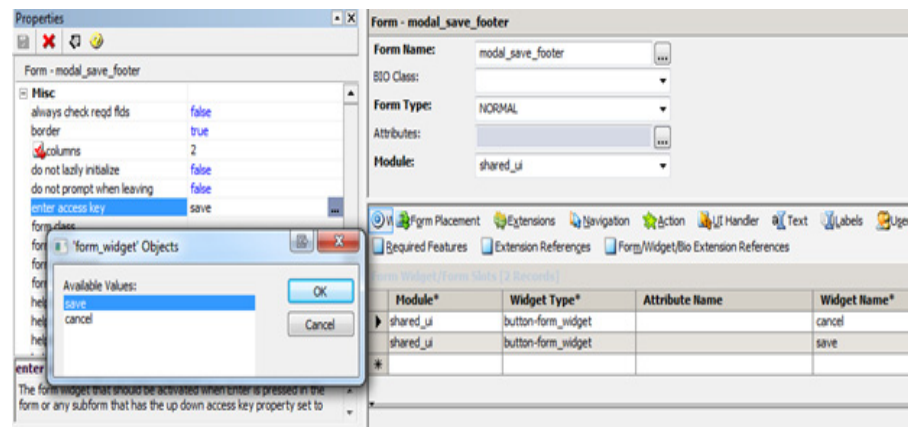 Properties
Form - modal_save_footer
Misc
always check reqd flds false
border true
columns 2
do not lazily initialize false
do not prompt when leaving false
enter access key save
form class
'form_widget' Objects
Available Values:
save
cancel
OK
Cancel
enter
The form widget that should be activated when Enter is pressed in the
form or any subform that has the up down access key property set to
Form - modal_save_footer
Form Name: modal_save_footer
BIO Class:
Form Type: NORMAL
Attributes:
Module: shared_ui
Form Placement Extensions Navigation Action UI Handler Text Labels
Required Features Extension References Form/Widget/Bio Extension References
Form Widget/Form Slots [2 Records]
Module* Widget Type* Attribute Name Widget Name*
shared_ui button-form_widget cancel
shared_ui button-form_widget save